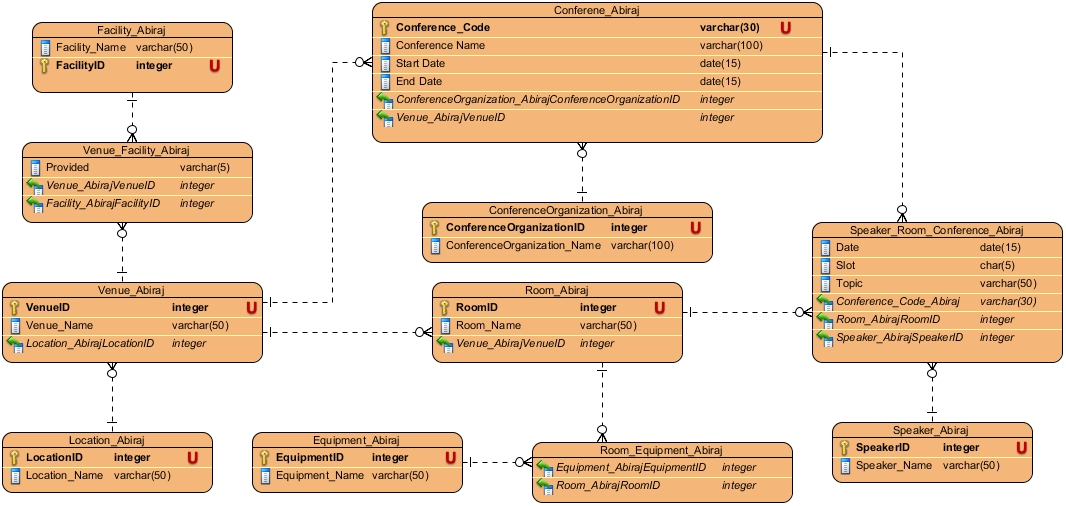 Facility_Abiraj
Facility_Name varchar(50)
FacilityID integer U
Conferene_Abiraj
Conference_Code varchar(30) U
Conference Name varchar(100)
Start Date date(15)
End Date date(15)
ConferenceOrganization_AbirajConferenceOrganizationID integer
Venue_AbirajVenueID integer
Venue_Facility_Abiraj
Provided varchar(5)
Venue_AbirajVenueID integer
Facility_AbirajFacilityID integer
ConferenceOrganization_Abiraj
ConferenceOrganizationID integer U
ConferenceOrganization_Name varchar(100)
Speaker_Room_Conference_Abiraj
Date date(15)
Slot char(5)
Topic varchar(50)
Conference_Code_Abiraj varchar(30)
Room_AbirajRoomID integer
Speaker_AbirajSpeakerID integer
Venue_Abiraj
VenueID integer U
Venue_Name varchar(50)
Location_AbirajLocationID integer
Room_Abiraj
RoomID integer U
Room_Name varchar(50)
Venue_AbirajVenueID integer
Location_Abiraj
LocationID integer U
Location_Name varchar(50)
Equipment_Abiraj
EquipmentID integer U
Equipment_Name varchar(50)
Room_Equipment_Abiraj
Equipment_AbirajEquipmentID integer
Room_AbirajRoomID integer
Speaker_Abiraj
SpeakerID integer U
Speaker_Name varchar(50)